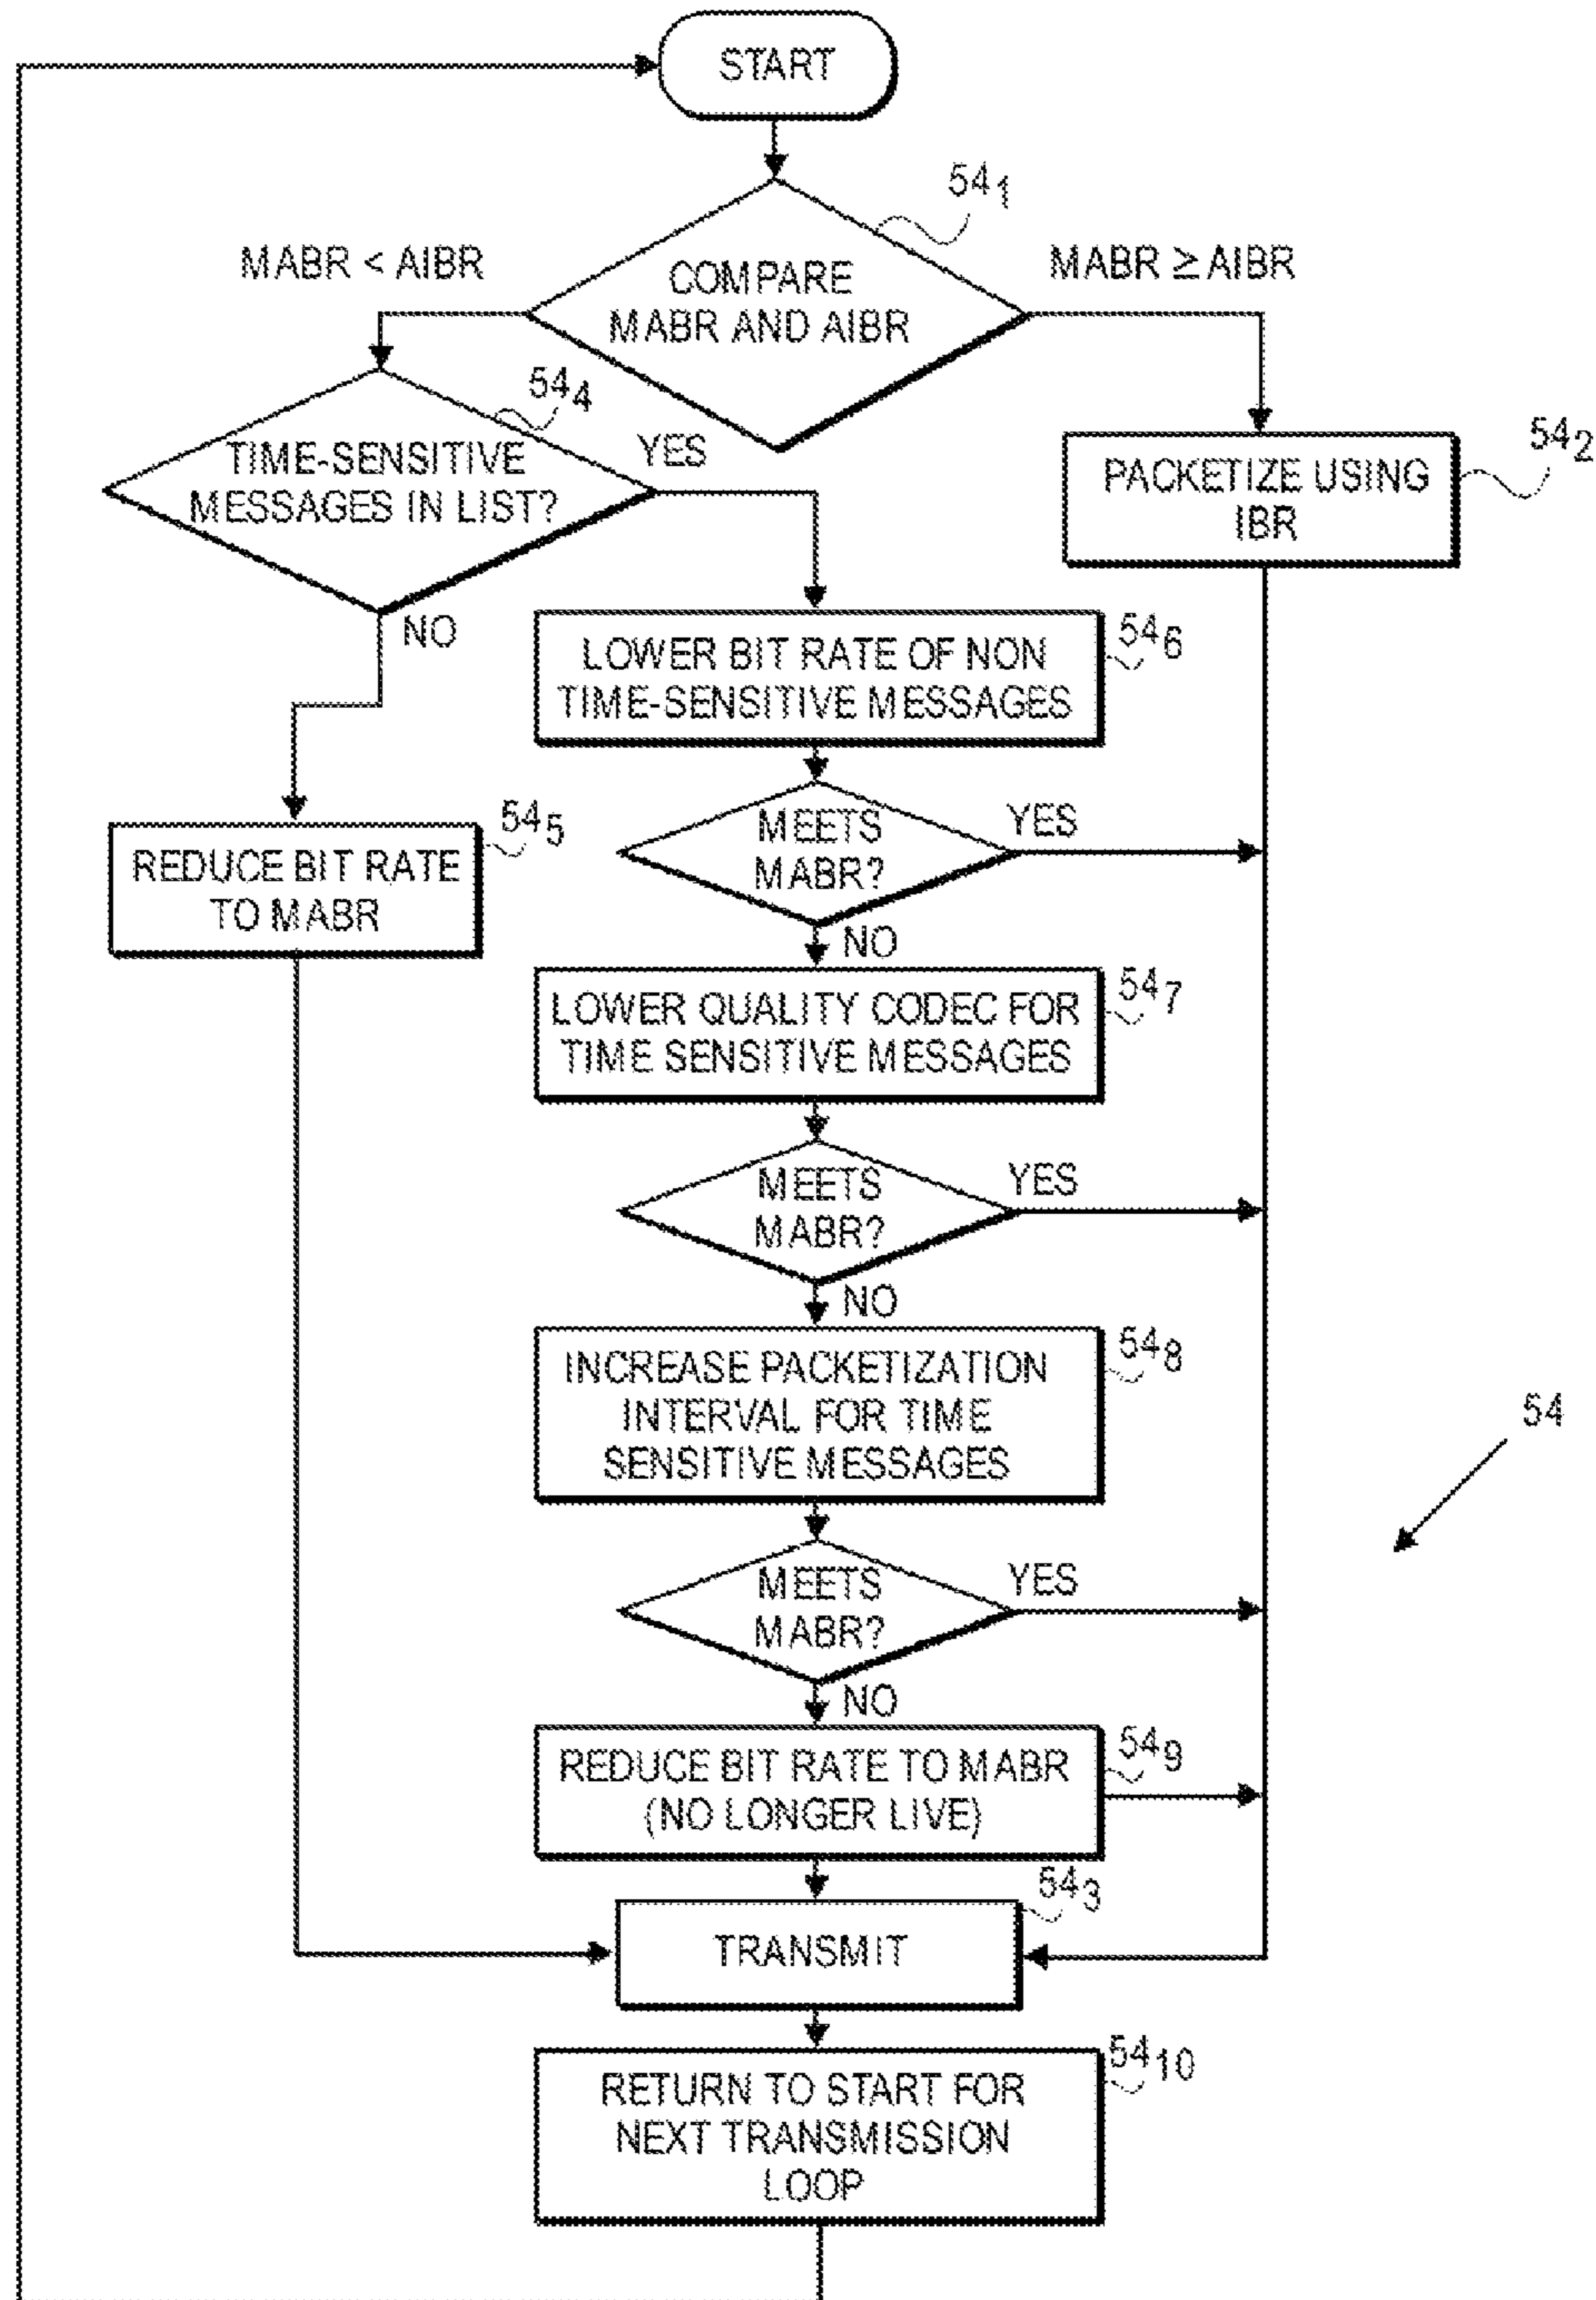 START
54₁
MABR < AIBR
COMPARE
MABR AND AIBR
MABR ≥ AIBR
54₄
TIME-SENSITIVE
MESSAGES IN LIST?
YES
NO
PACKETIZE USING
IBR
54₂
LOWER BIT RATE OF NON
TIME-SENSITIVE MESSAGES
54₆
REDUCE BIT RATE
TO MABR
54₅
MEETS
MABR?
YES
NO
LOWER QUALITY CODEC FOR
TIME SENSITIVE MESSAGES
54₇
MEETS
MABR?
YES
NO
INCREASE PACKETIZATION
INTERVAL FOR TIME
SENSITIVE MESSAGES
54₈
54
MEETS
MABR?
YES
NO
REDUCE BIT RATE TO MABR
(NO LONGER LIVE)
54₉
TRANSMIT
54₃
RETURN TO START FOR
NEXT TRANSMISSION
LOOP
54₁₀